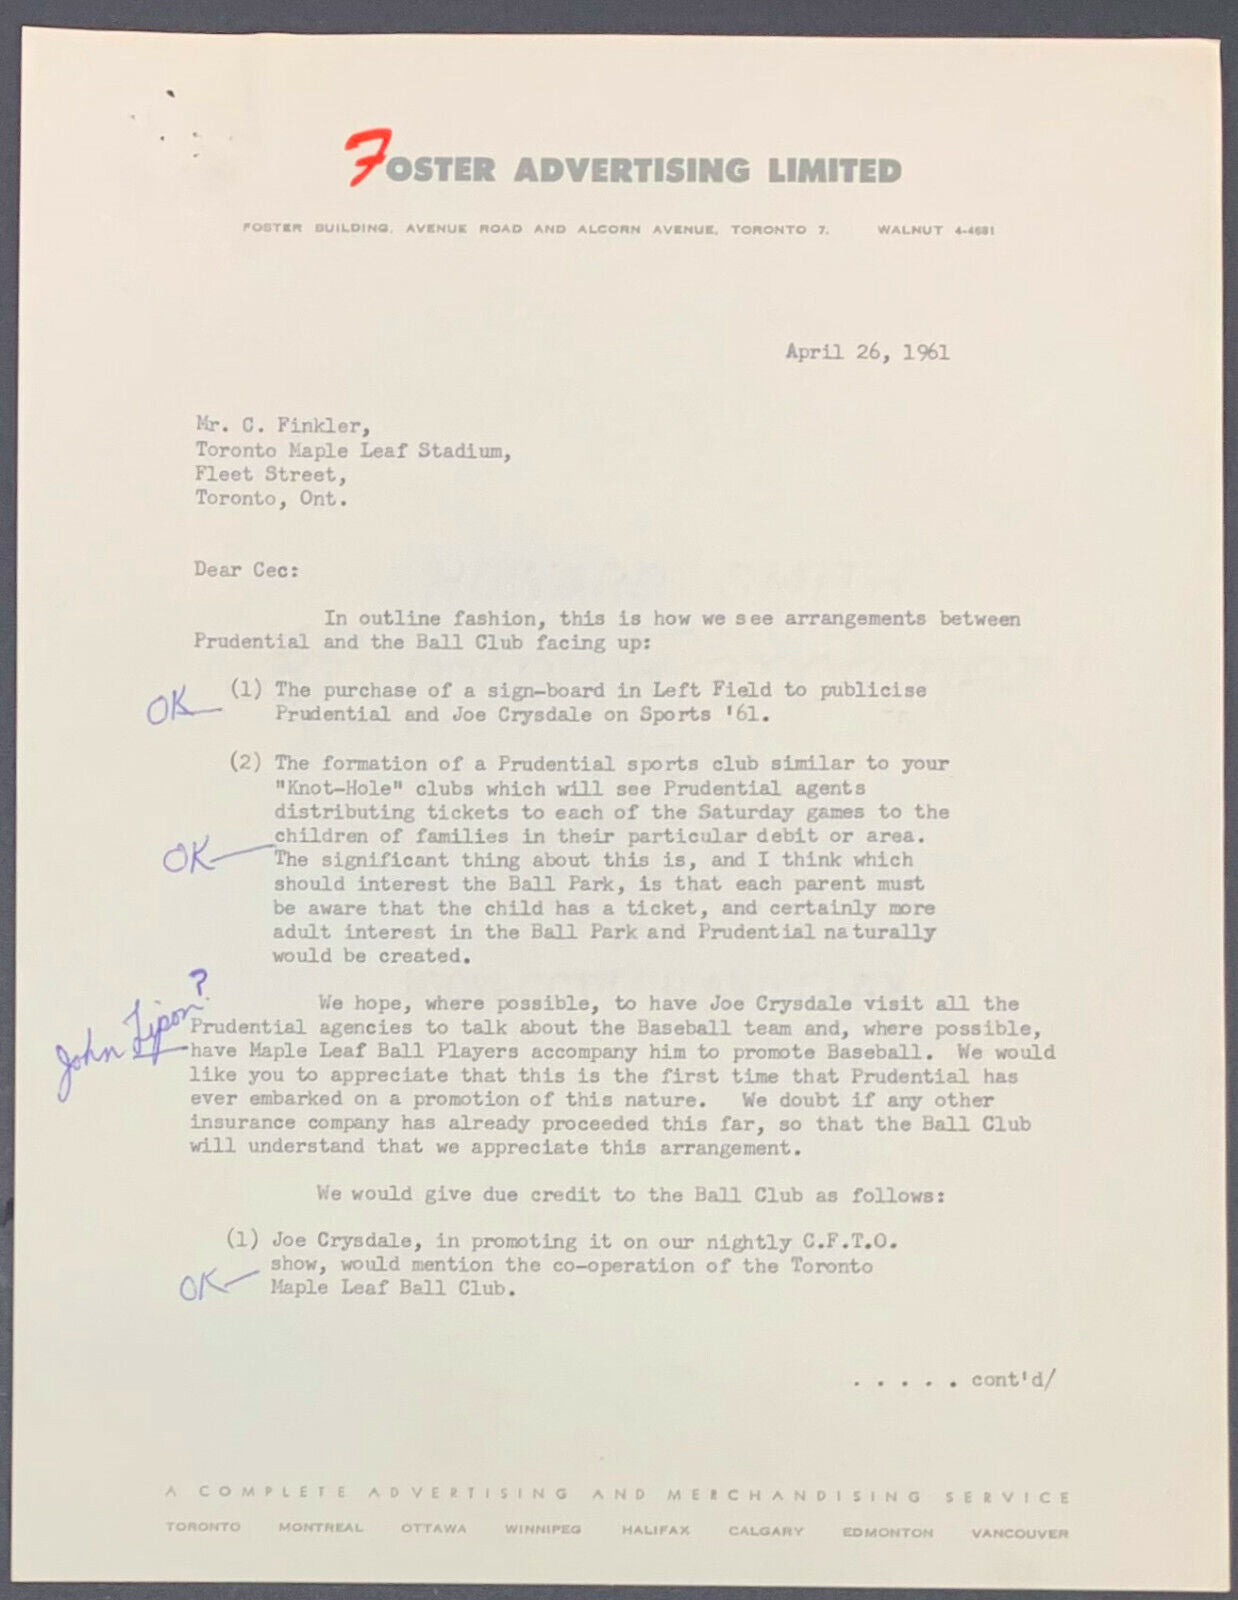 FOSTER ADVERTISING LIMITED
FOSTER BUILDING, AVENUE ROAD AND ALCORN AVENUE, TORONTO 7. WALNUT 4-4681
April 26, 1961
Mr. C. Finkler,
Toronto Maple Leaf Stadium,
Fleet Street,
Toronto, Ont.
Dear Cec:
In outline fashion, this is how we see arrangements between
Prudential and the Ball Club facing up:
OK (1) The purchase of a sign-board in Left Field to publicise
Prudential and Joe Crysdale on Sports '61.
(2) The formation of a Prudential sports club similar to your
"Knot-Hole" clubs which will see Prudential agents
distributing tickets to each of the Saturday games to the
children of families in their particular debit or area.
OK The significant thing about this is, and I think which
should interest the Ball Park, is that each parent must
be aware that the child has a ticket, and certainly more
adult interest in the Ball Park and Prudential naturally
would be created.
John Lipon?
We hope, where possible, to have Joe Crysdale visit all the
Prudential agencies to talk about the Baseball team and, where possible,
have Maple Leaf Ball Players accompany him to promote Baseball. We would
like you to appreciate that this is the first time that Prudential has
ever embarked on a promotion of this nature. We doubt if any other
insurance company has already proceeded this far, so that the Ball Club
will understand that we appreciate this arrangement.
We would give due credit to the Ball Club as follows:
(1) Joe Crysdale, in promoting it on our nightly C.F.T.O.
show, would mention the co-operation of the Toronto
OK Maple Leaf Ball Club.
. . . . . cont'd/
A COMPLETE ADVERTISING AND MERCHANDISING SERVICE
TORONTO MONTREAL OTTAWA WINNIPEG HALIFAX CALGARY EDMONTON VANCOUVER